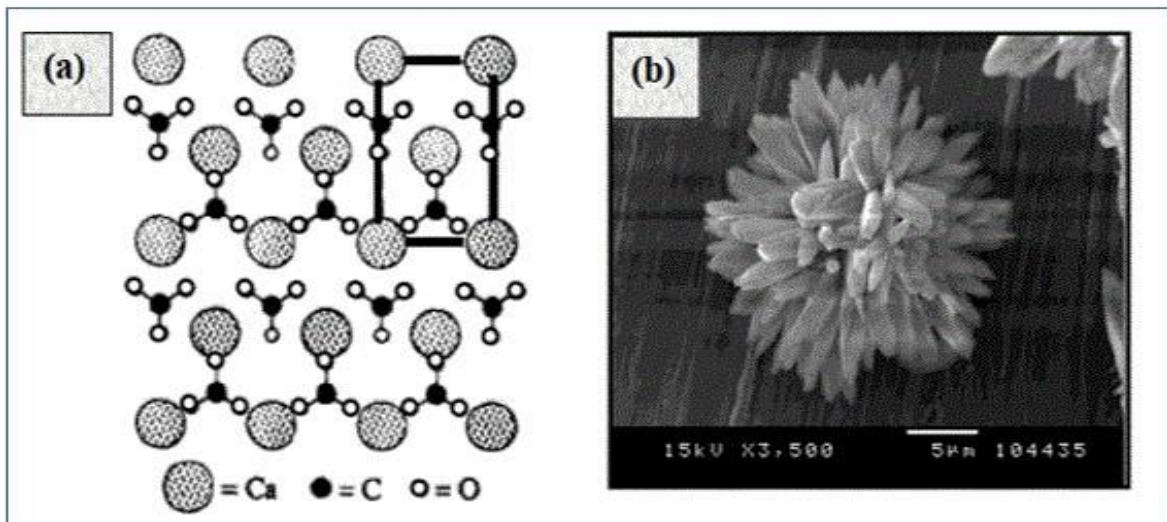 (a)
(b)
15kV X3,500 5μm 104435
= Ca = C = O